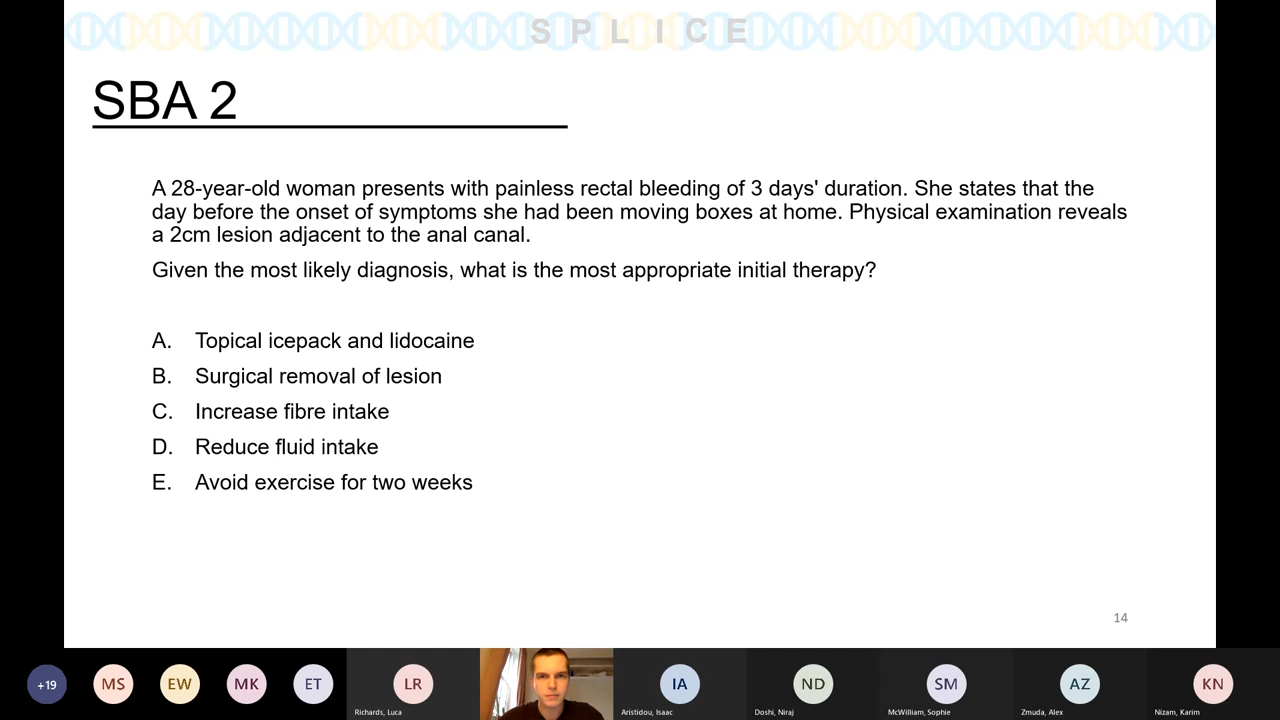 S P L I C E
SBA 2
A 28-year-old woman presents with painless rectal bleeding of 3 days' duration. She states that the
day before the onset of symptoms she had been moving boxes at home. Physical examination reveals
a 2cm lesion adjacent to the anal canal.
Given the most likely diagnosis, what is the most appropriate initial therapy?
A. Topical icepack and lidocaine
B. Surgical removal of lesion
C. Increase fibre intake
D. Reduce fluid intake
E. Avoid exercise for two weeks
14
+19 MS EW MK ET LR IA ND SM AZ KN
Richards, Luca Aristidou, Isaac Doshi, Niraj McWilliam, Sophie Zmuda, Alex Nizam, Karim